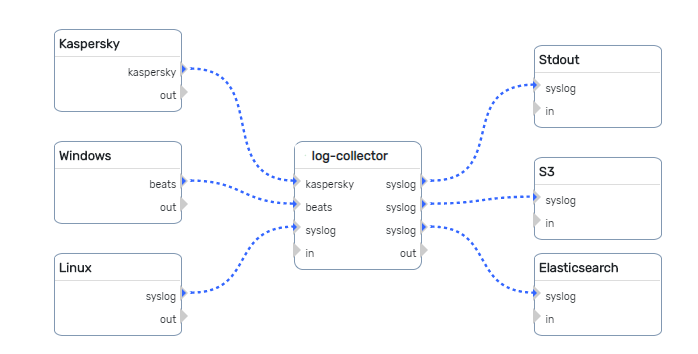 Kaspersky
kaspersky
out
Windows
beats
out
Linux
syslog
out
log-collector
kaspersky syslog
beats syslog
syslog syslog
in out
Stdout
syslog
in
S3
syslog
in
Elasticsearch
syslog
in